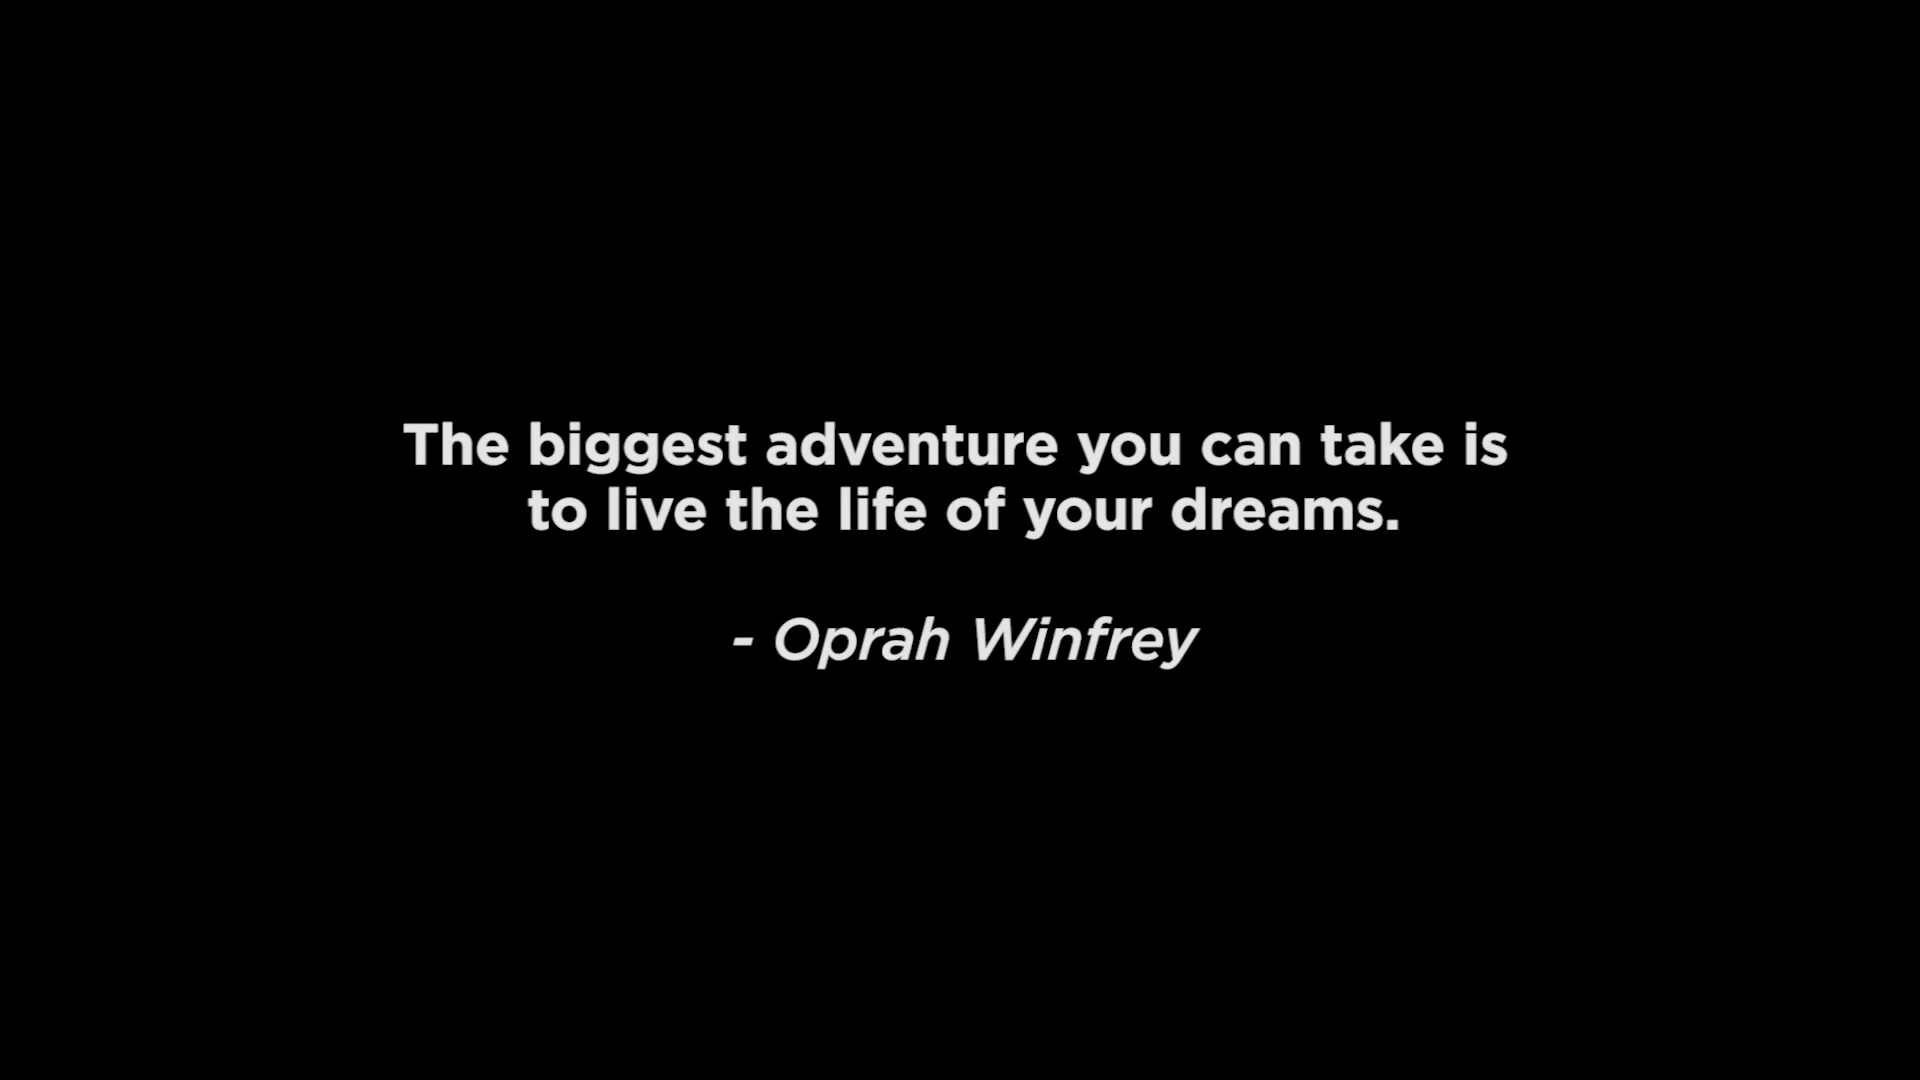 The biggest adventure you can take is
to live the life of your dreams.
- Oprah Winfrey